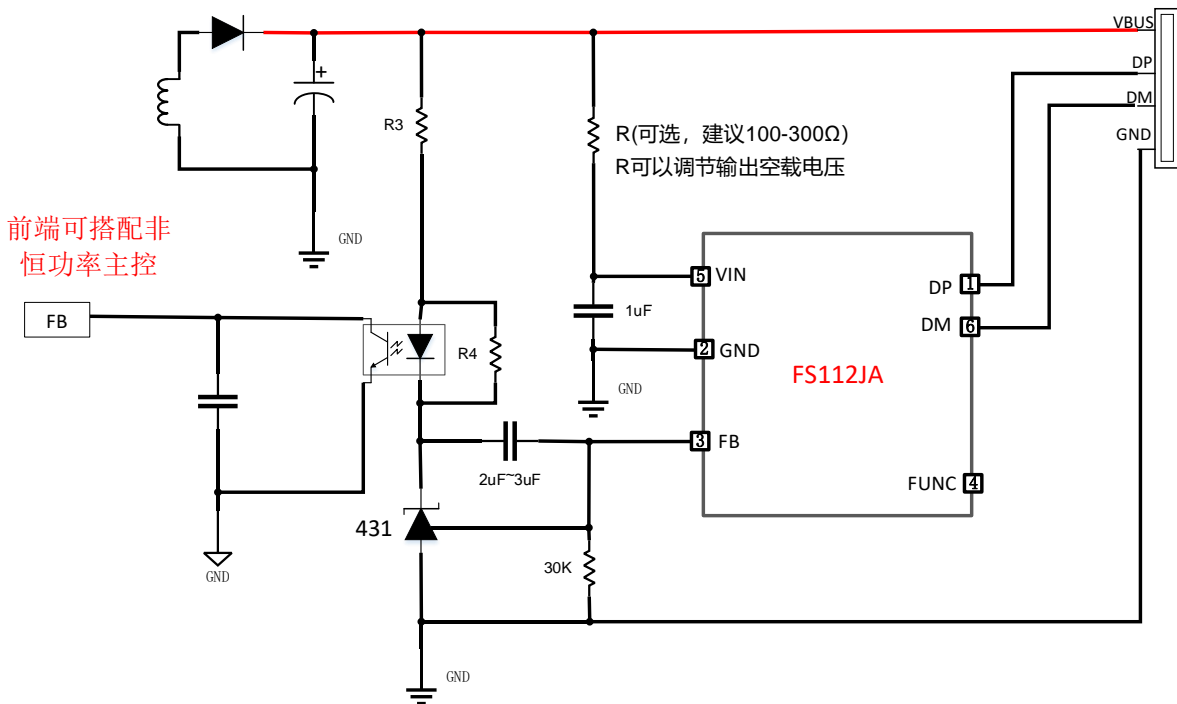 VBUS
DP
DM
GND
R3
R(可选，建议100-300Ω)
R可以调节输出空载电压
前端可搭配非
恒功率主控
GND
FB
R4
1uF
GND
5 VIN
2 GND
3 FB
DP 1
DM 6
FUNC 4
FS112JA
2uF~3uF
431
30K
GND
GND
+